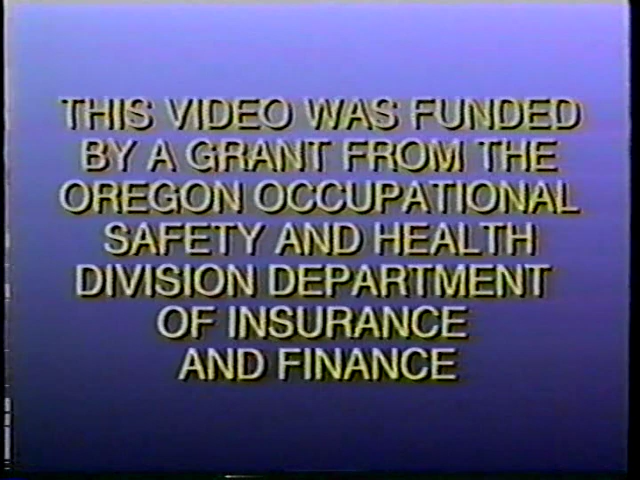 THIS VIDEO WAS FUNDED
BY A GRANT FROM THE
OREGON OCCUPATIONAL
SAFETY AND HEALTH
DIVISION DEPARTMENT
OF INSURANCE
AND FINANCE